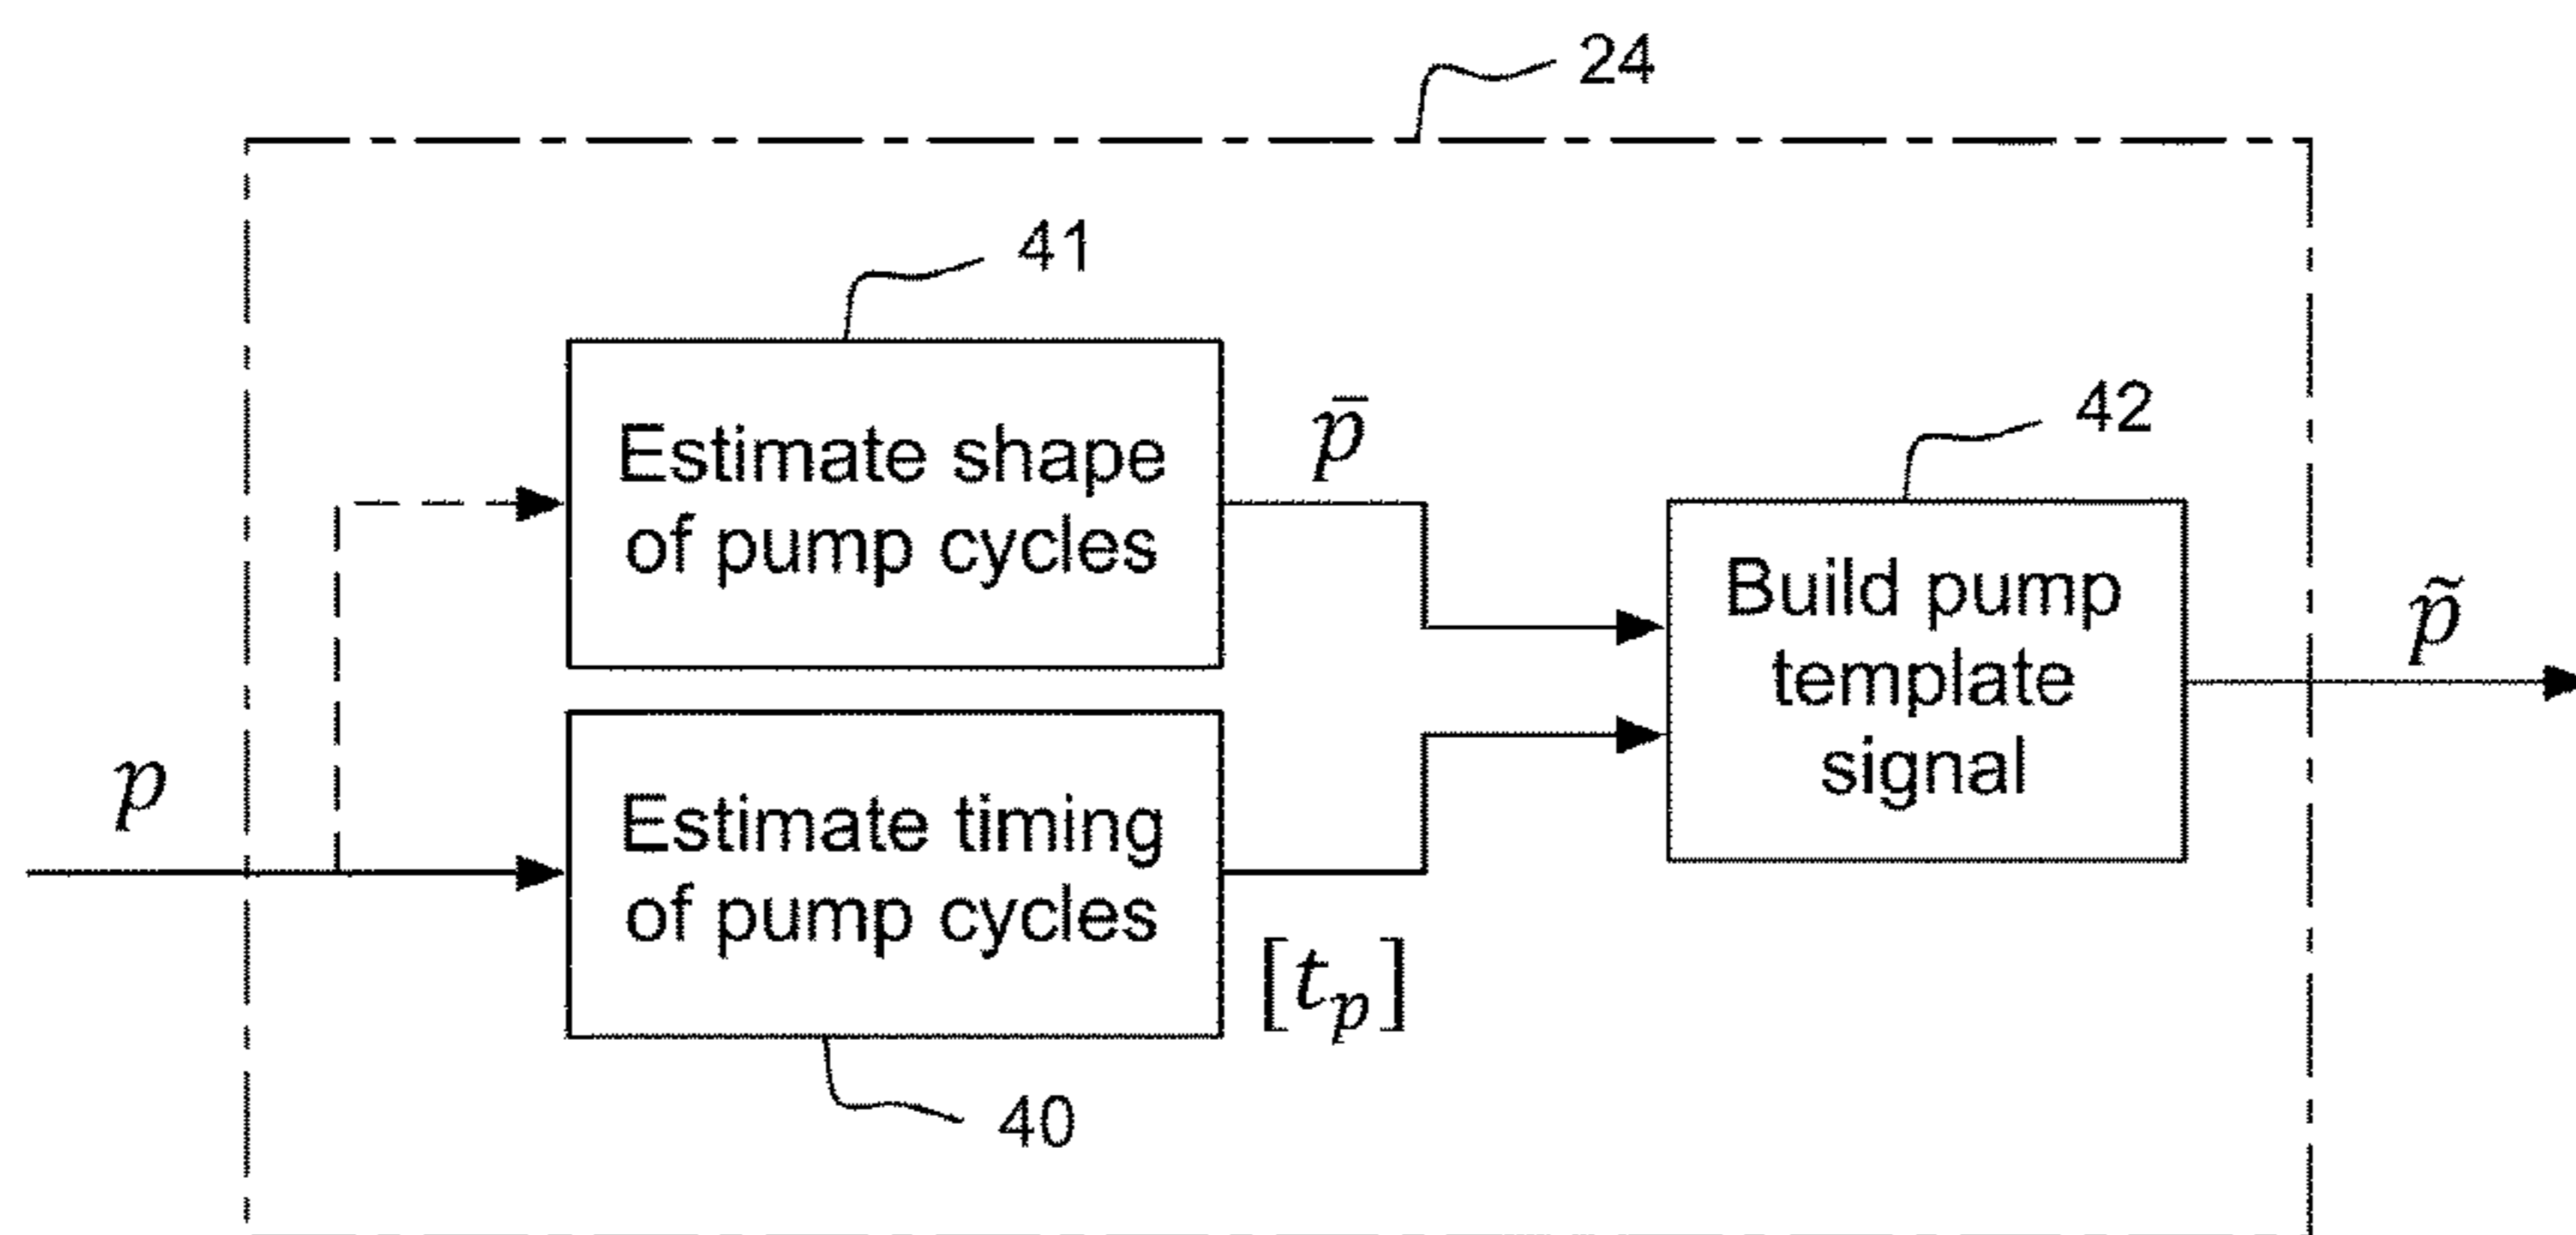 24
41
Estimate shape
of pump cycles
p̄
42
Build pump
template
signal
p̃
p
Estimate timing
of pump cycles
[tₚ]
40